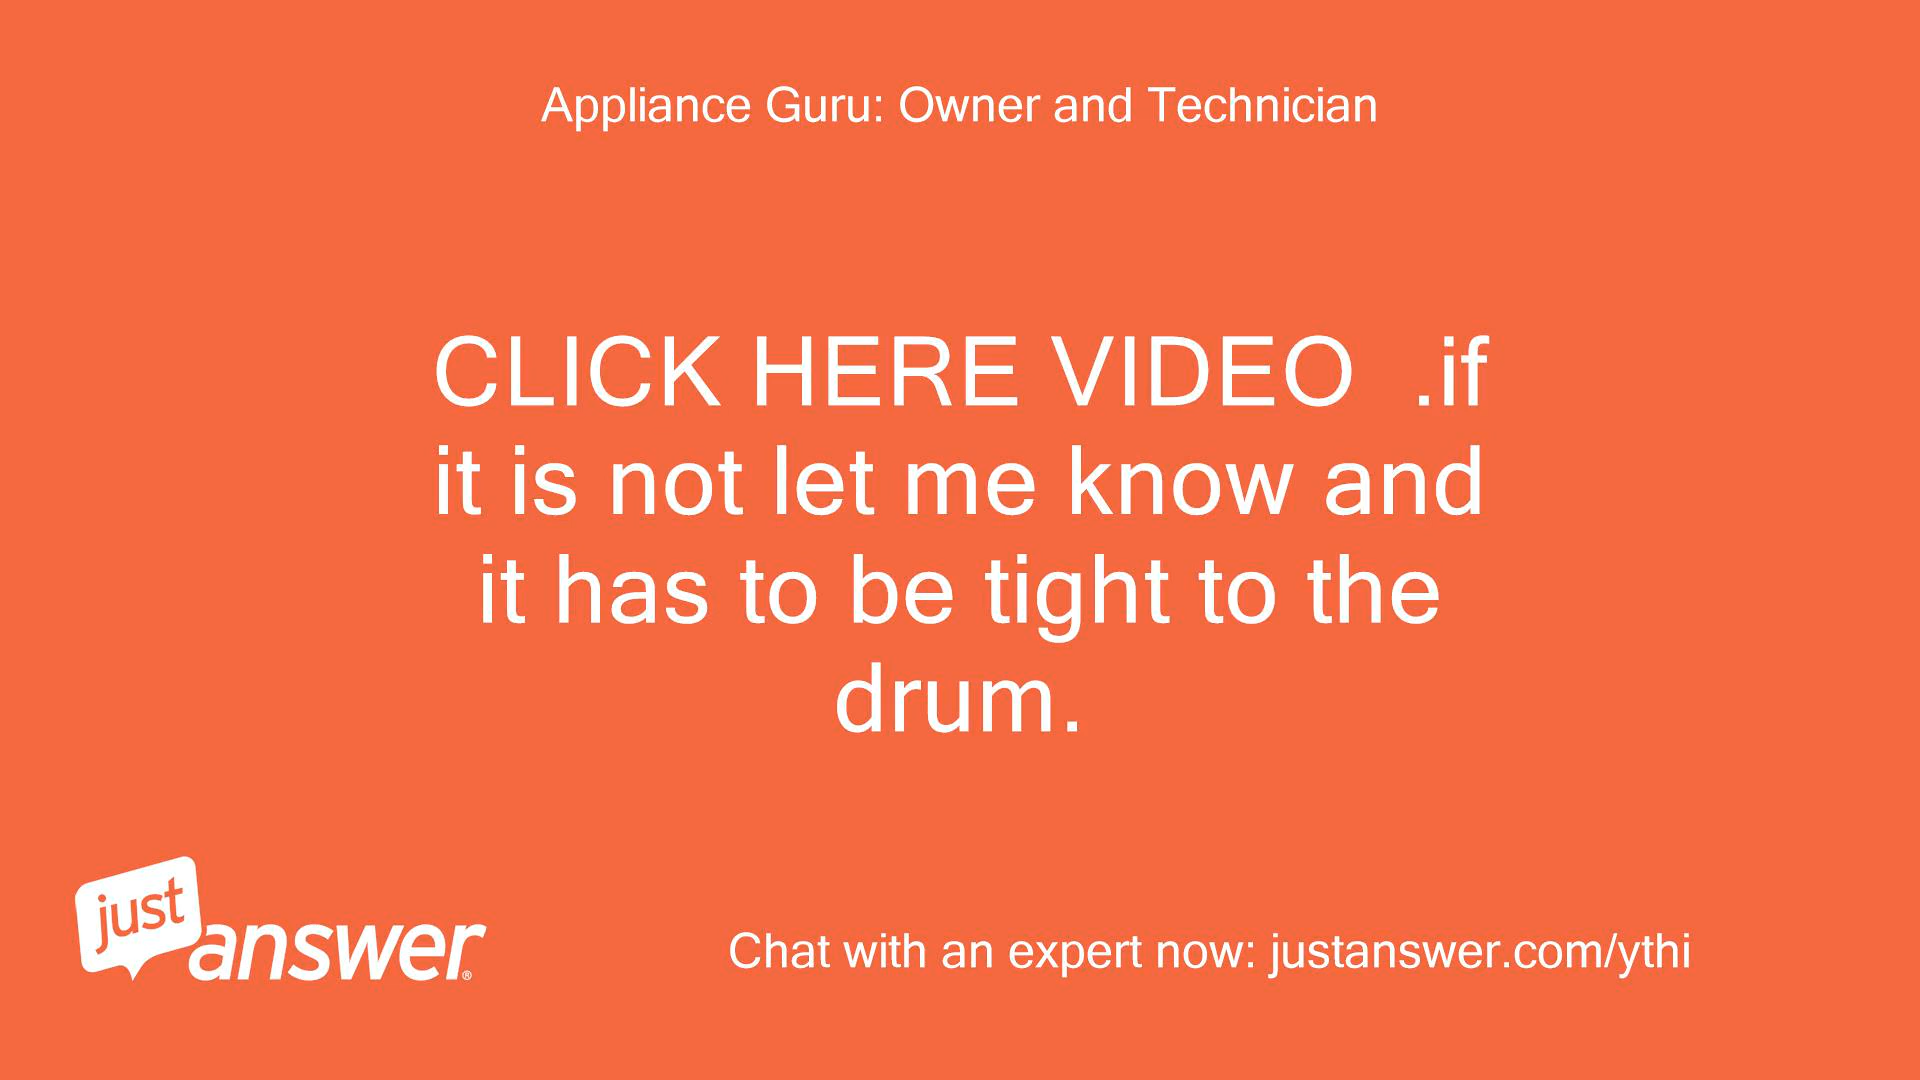 Appliance Guru: Owner and Technician
CLICK HERE VIDEO  .if
it is not let me know and
it has to be tight to the
drum.
just
answer®
Chat with an expert now: justanswer.com/ythi